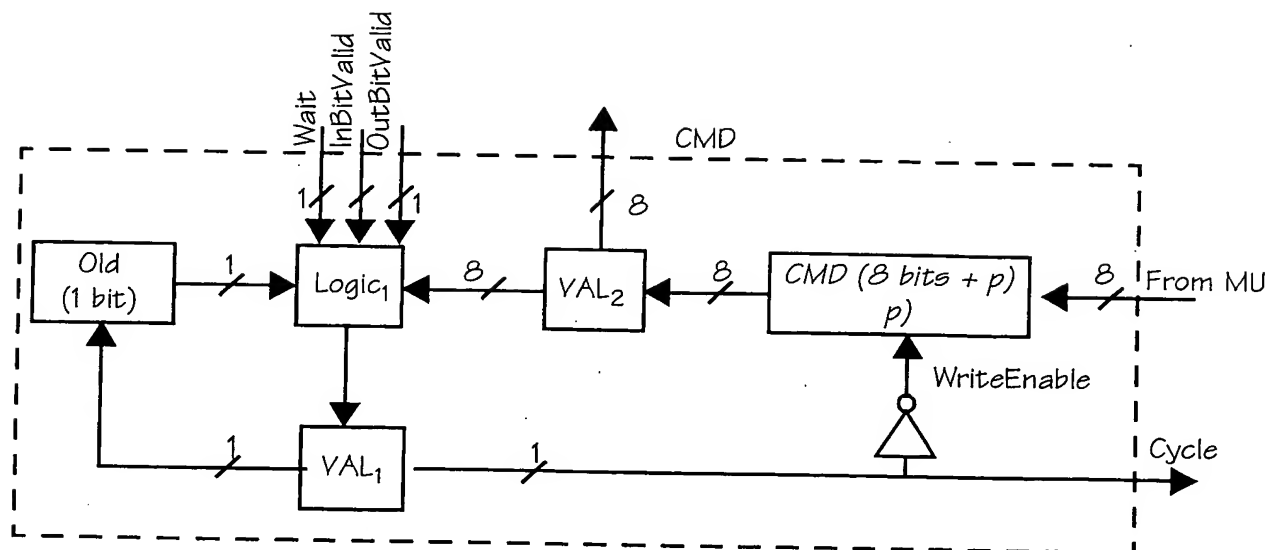 Wait
InBitValid
OutBitValid
CMD
1
1
8
Old
(1 bit)
1
Logic₁
8
VAL₂
8
CMD (8 bits + p)
p)
8
From MU
WriteEnable
1
VAL₁
1
Cycle